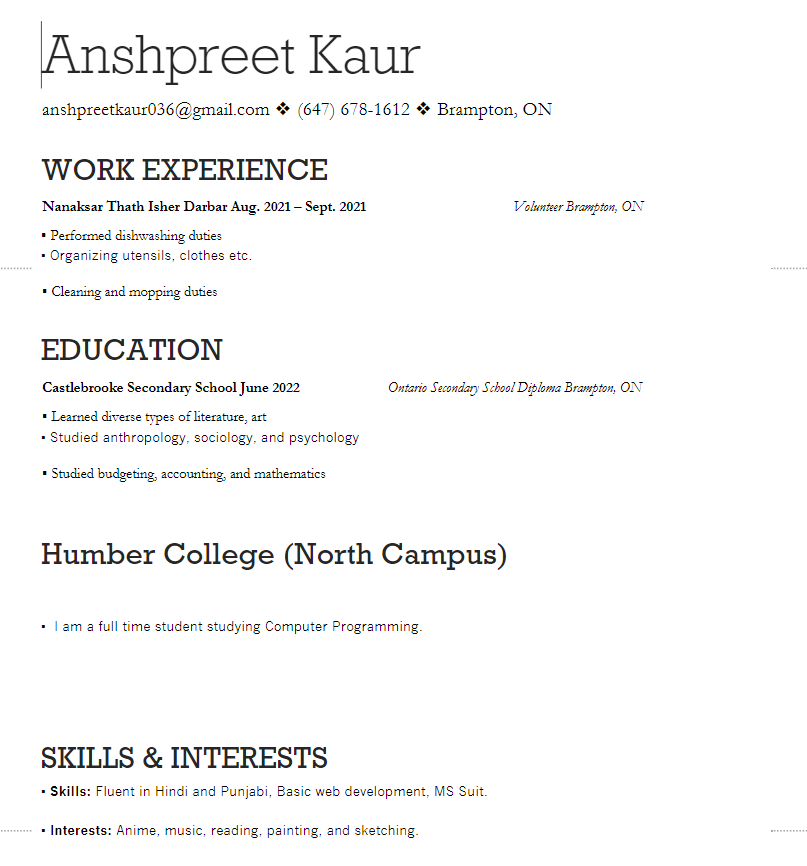 Anshpreet Kaur
anshpreetkaur036@gmail.com ❖ (647) 678-1612 ❖ Brampton, ON
WORK EXPERIENCE
Nanaksar Thath Isher Darbar Aug. 2021 – Sept. 2021 Volunteer Brampton, ON
▪ Performed dishwashing duties
▪ Organizing utensils, clothes etc.
▪ Cleaning and mopping duties
EDUCATION
Castlebrooke Secondary School June 2022 Ontario Secondary School Diploma Brampton, ON
▪ Learned diverse types of literature, art
▪ Studied anthropology, sociology, and psychology
▪ Studied budgeting, accounting, and mathematics
Humber College (North Campus)
▪ I am a full time student studying Computer Programming.
SKILLS & INTERESTS
▪ Skills: Fluent in Hindi and Punjabi, Basic web development, MS Suit.
▪ Interests: Anime, music, reading, painting, and sketching.